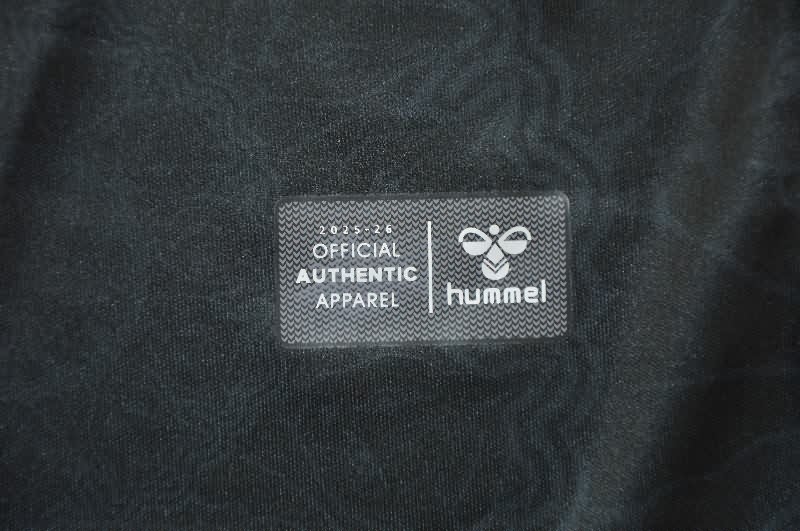 2025-26
OFFICIAL
AUTHENTIC
APPAREL
hummel